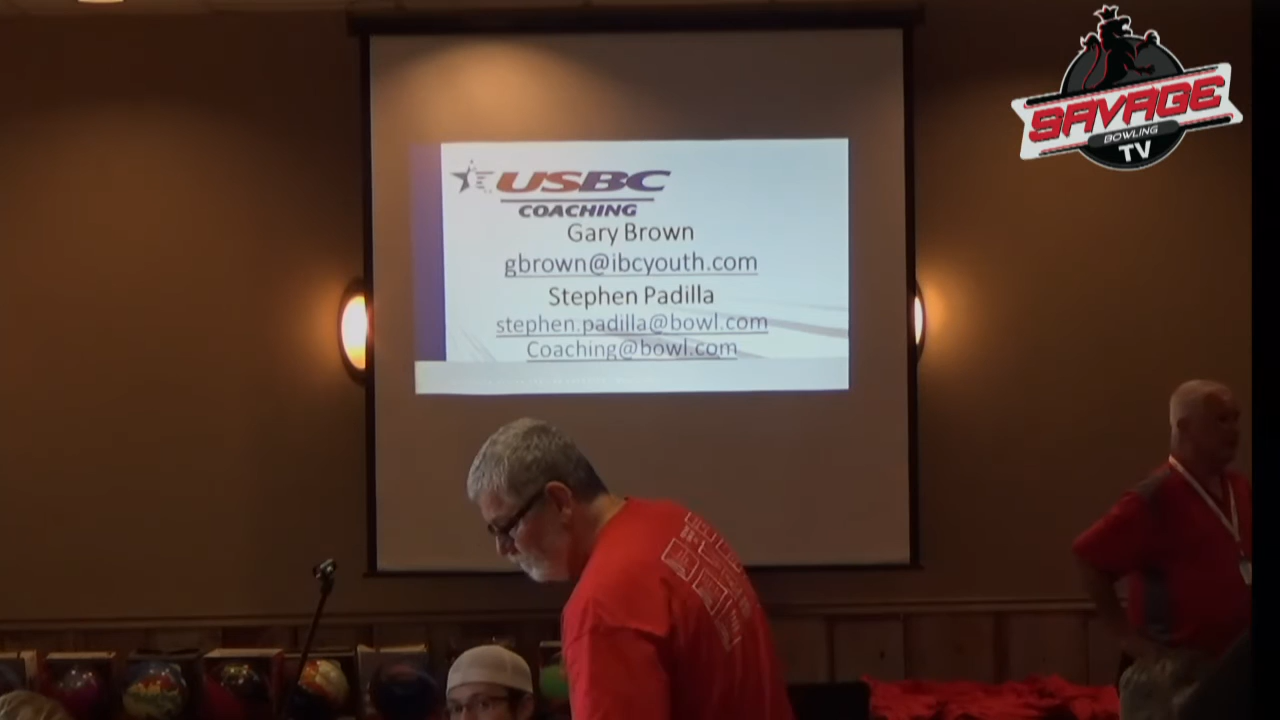 SAVAGE
BOWLING
TV
USBC
COACHING
Gary Brown
gbrown@ibcyouth.com
Stephen Padilla
stephen.padilla@bowl.com
Coaching@bowl.com